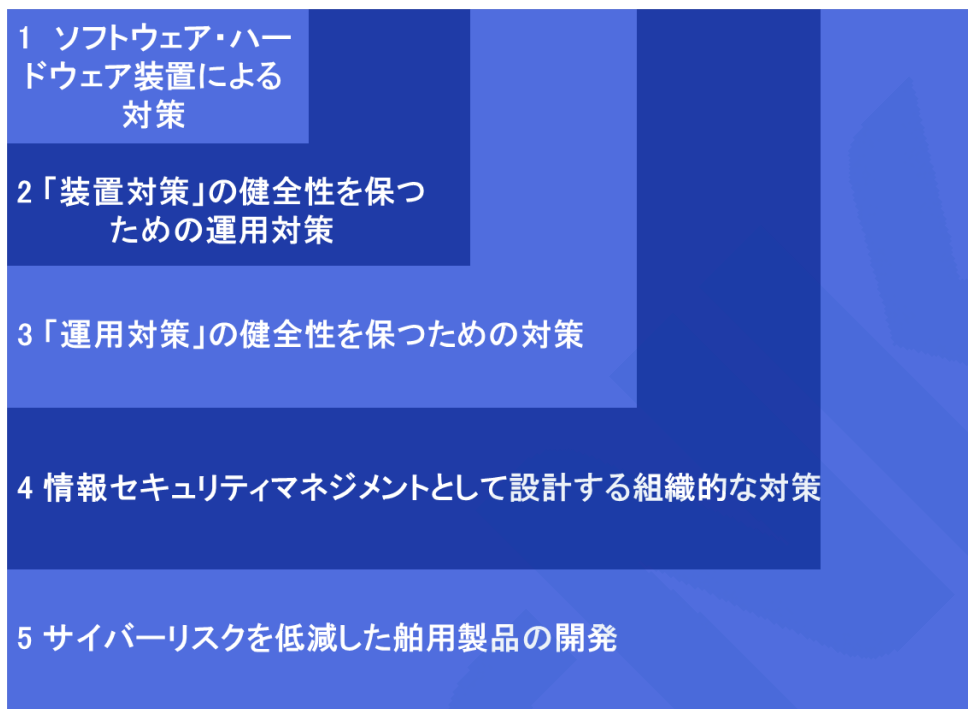 1　ソフトウェア・ハー
ドウェア装置による
対策
2「装置対策」の健全性を保つ
ための運用対策
3「運用対策」の健全性を保つための対策
4 情報セキュリティマネジメントとして設計する組織的な対策
5 サイバーリスクを低減した舶用製品の開発